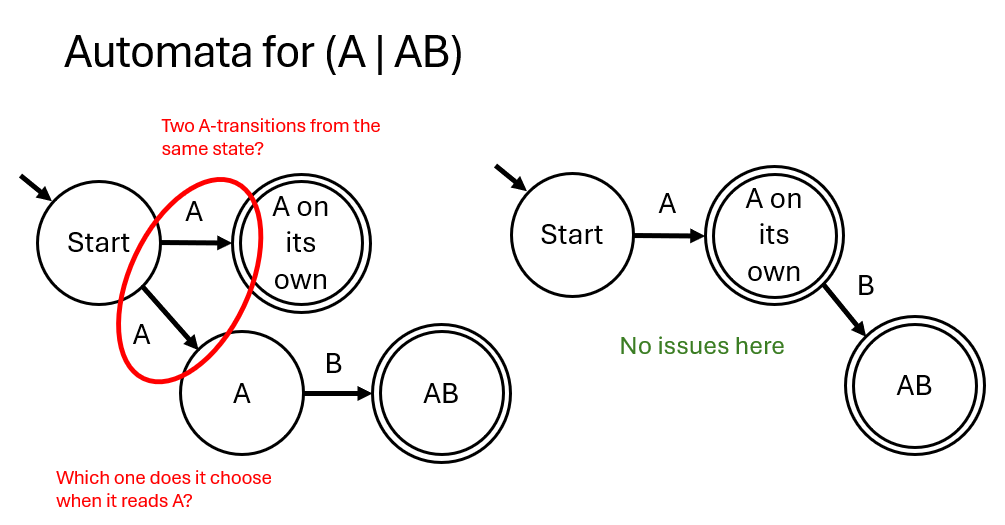 Automata for (A | AB)
Two A-transitions from the
same state?
Start
A
A on
its
own
A
A
B
AB
Which one does it choose
when it reads A?
Start
A
A on
its
own
B
AB
No issues here